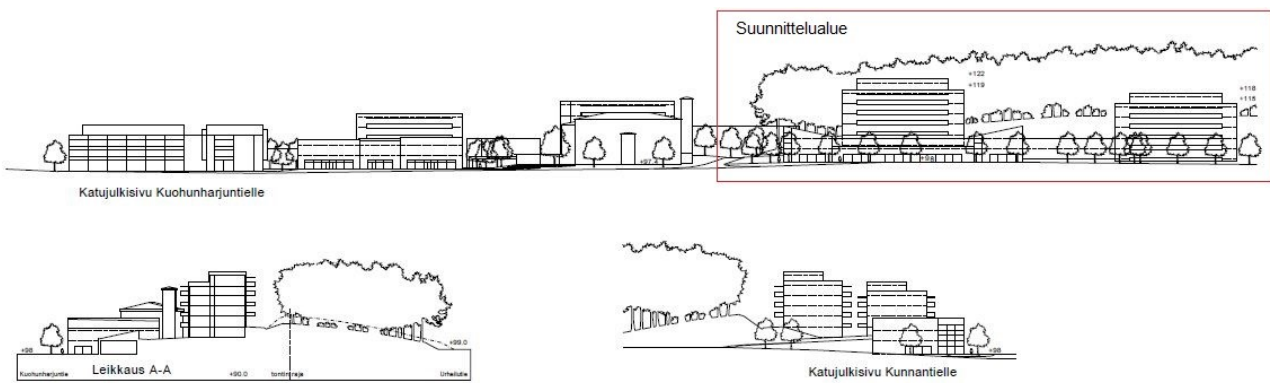 Suunnittelualue
+122
+119
+118
+115
+97.
+98
Katujulkisivu Kuohunharjuntielle
+98
+99.0
Kuohunharjuntie
Leikkaus A-A
+90.0
tontinraja
Urheilutie
+98
Katujulkisivu Kunnantielle